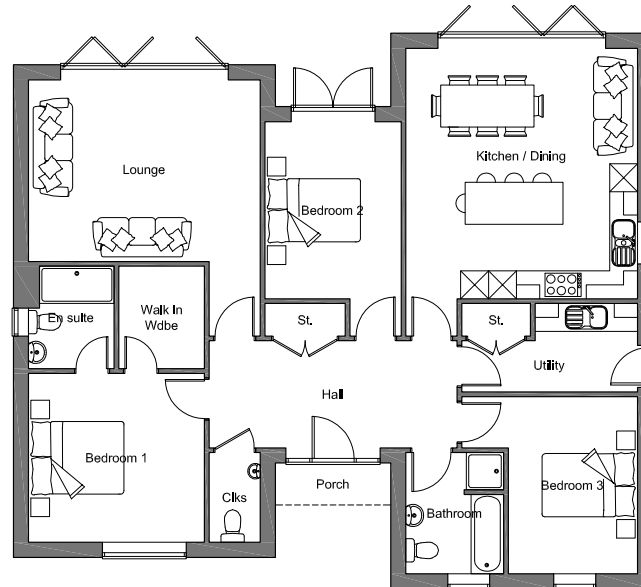 Kitchen / Dining
Lounge
Bedroom 2
En suite
Walk In
Wdbe
St.
St.
Utility
Hall
Bedroom 1
Clks
Porch
Bathroom
Bedroom 3